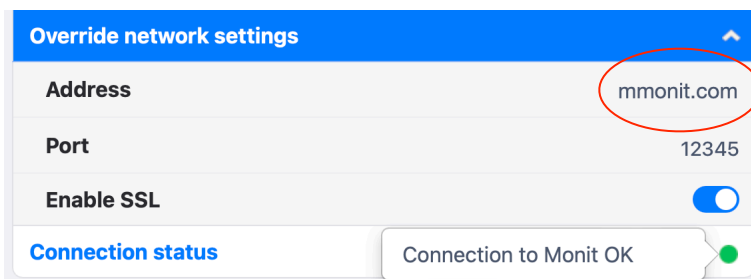 Override network settings
Address mmonit.com
Port 12345
Enable SSL
Connection status Connection to Monit OK